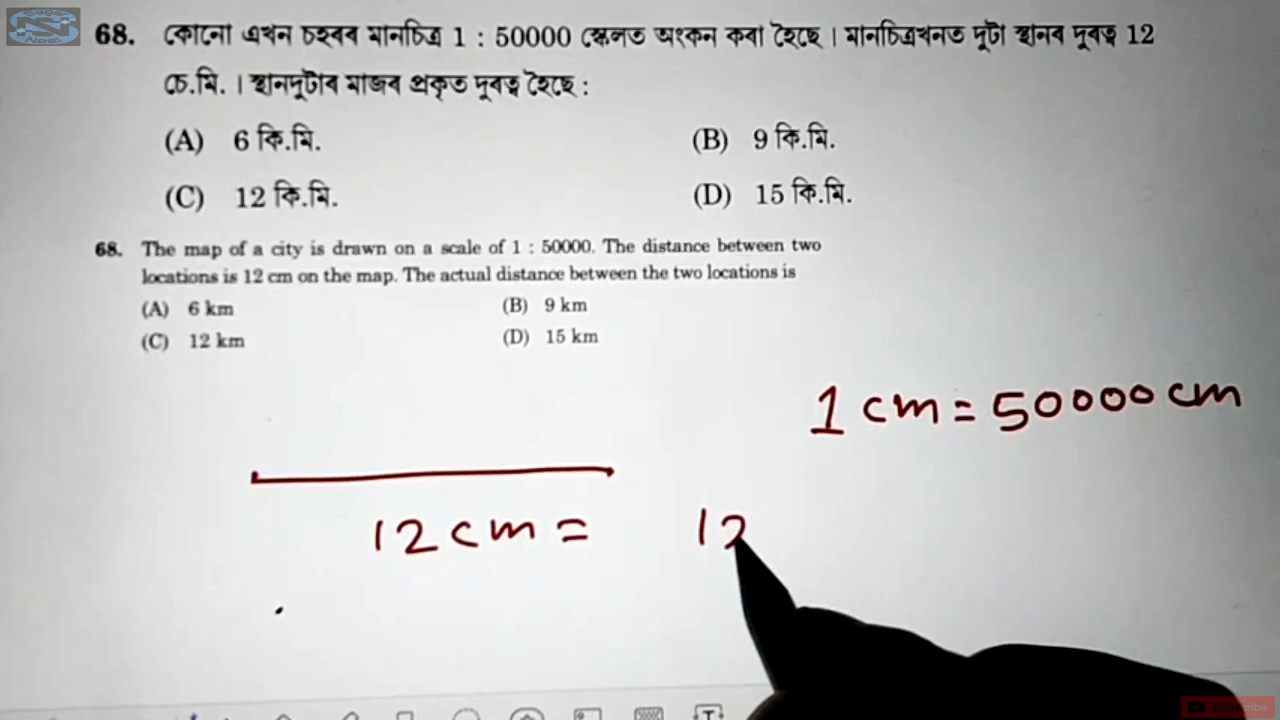 68. কোনো এখন চহৰৰ মানচিত্ৰ 1 : 50000 স্কেলত অংকন কৰা হৈছে । মানচিত্ৰখনত দূটা স্থানৰ দূৰত্ব 12
চে.মি. । স্থানদূটাৰ মাজৰ প্ৰকৃত দূৰত্ব হৈছে :
(A) 6 কি.মি. (B) 9 কি.মি.
(C) 12 কি.মি. (D) 15 কি.মি.
68. The map of a city is drawn on a scale of 1 : 50000. The distance between two
locations is 12 cm on the map. The actual distance between the two locations is
(A) 6 km (B) 9 km
(C) 12 km (D) 15 km
1 cm = 50000 cm
12 cm = 12
Subscribe